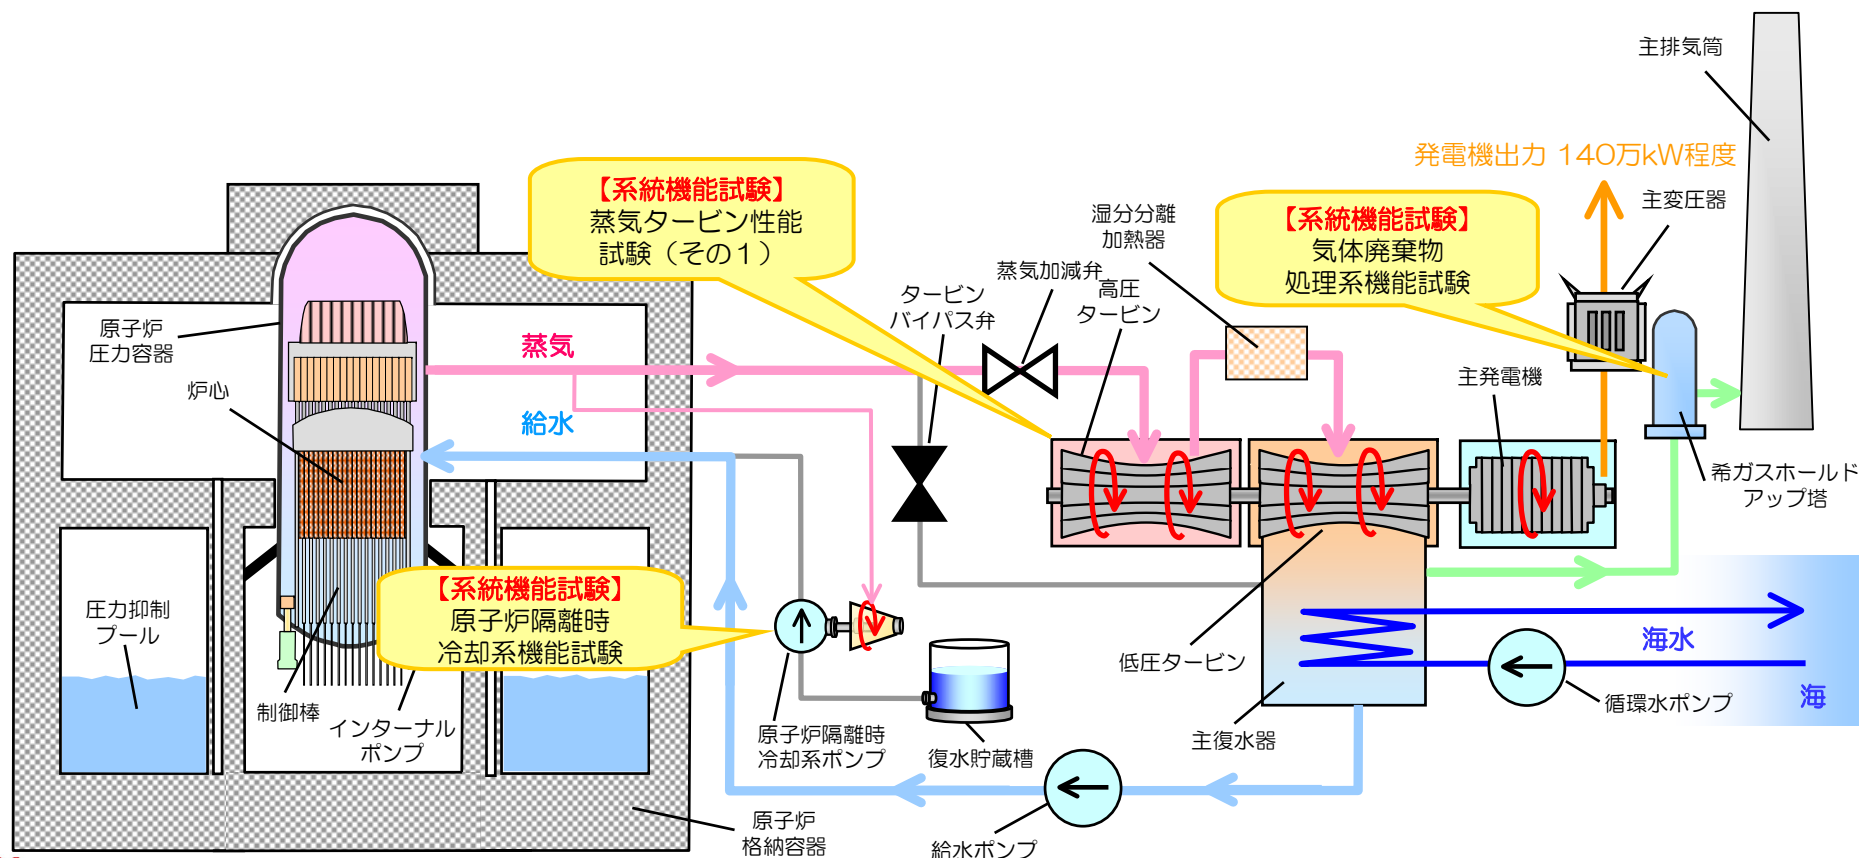 主排気筒
発電機出力 140万kW程度
【系統機能試験】
蒸気タービン性能
試験（その１）
【系統機能試験】
気体廃棄物
処理系機能試験
主変圧器
湿分分離
加熱器
蒸気加減弁
高圧
タービン
タービン
バイパス弁
原子炉
圧力容器
蒸気
炉心
給水
主発電機
希ガスホールド
アップ塔
【系統機能試験】
原子炉隔離時
冷却系機能試験
圧力抑制
プール
制御棒
インターナル
ポンプ
原子炉隔離時
冷却系ポンプ
復水貯蔵槽
低圧タービン
主復水器
海水
海
循環水ポンプ
原子炉
格納容器
給水ポンプ